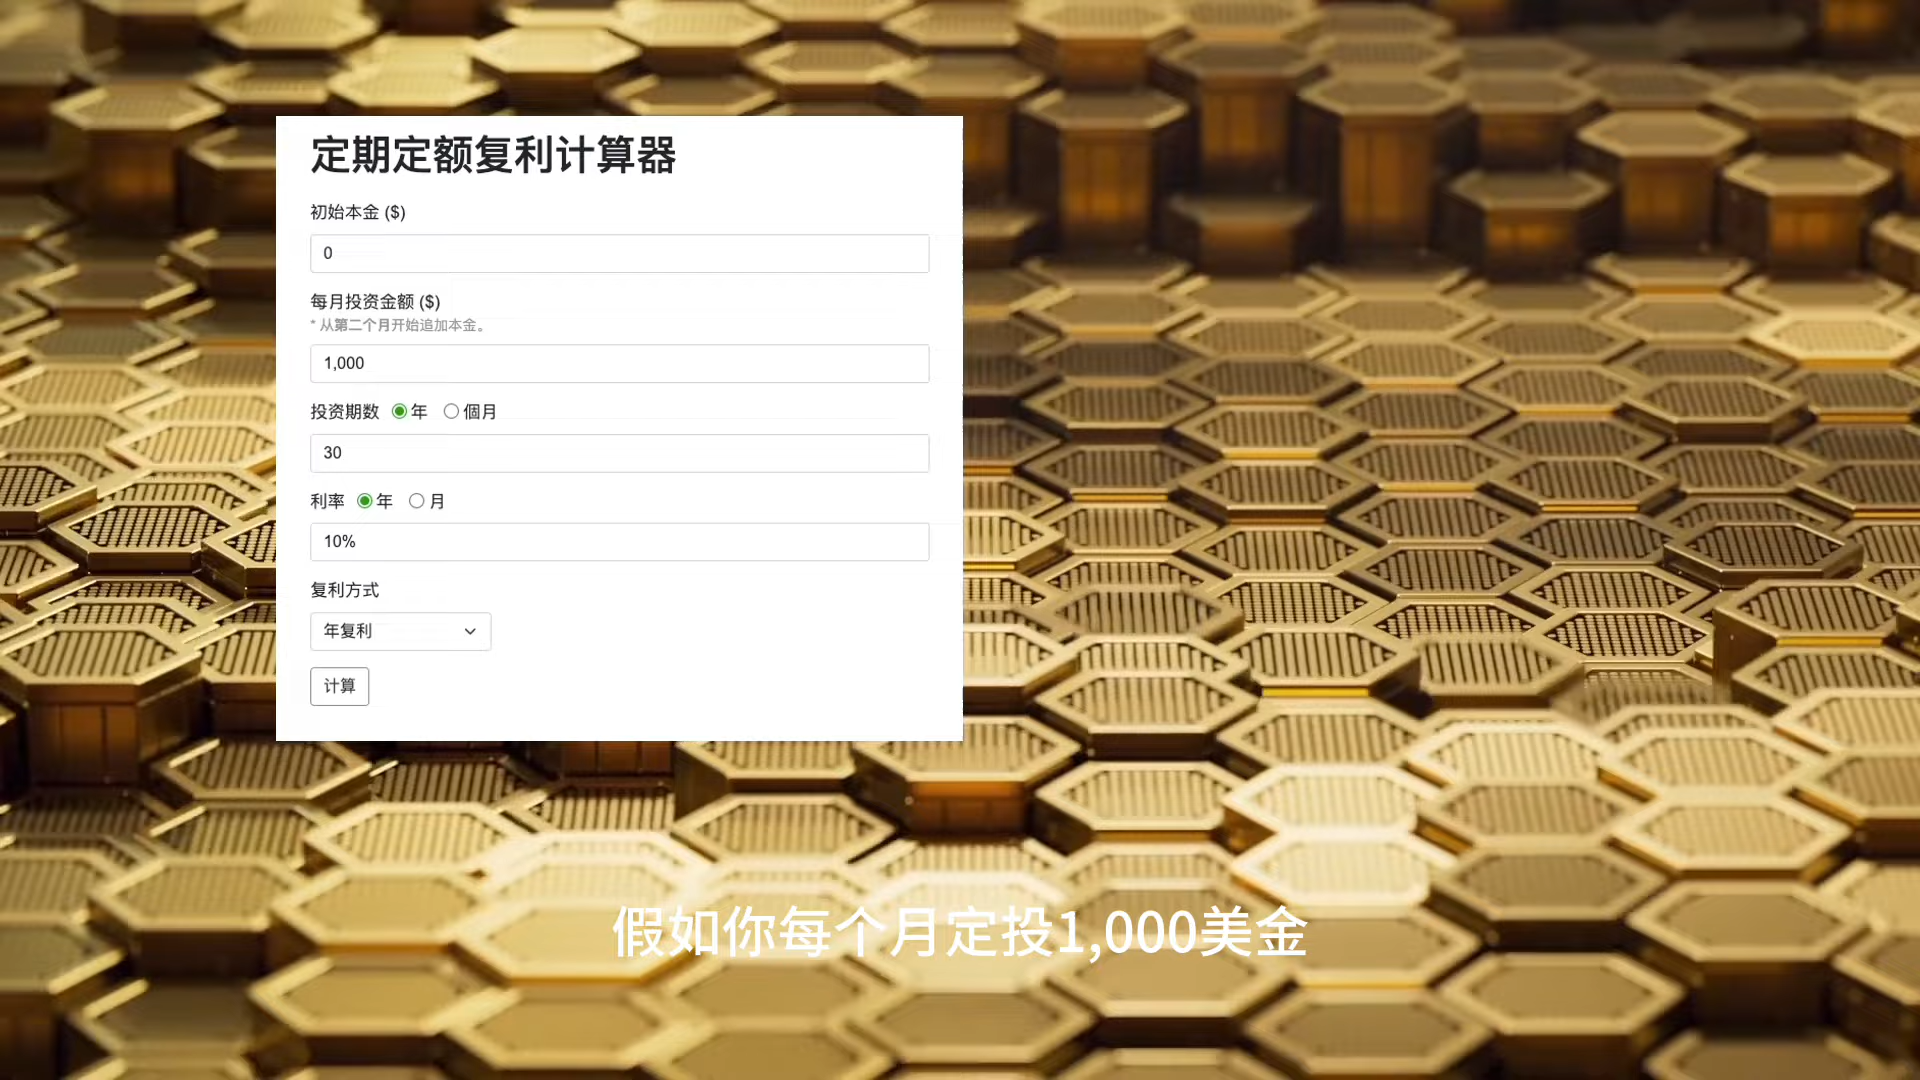 定期定额复利计算器
初始本金 ($)
0
每月投资金额 ($)
* 从第二个月开始追加本金。
1,000
投资期数 年 個月
30
利率 年 月
10%
复利方式
年复利
计算
假如你每个月定投1,000美金